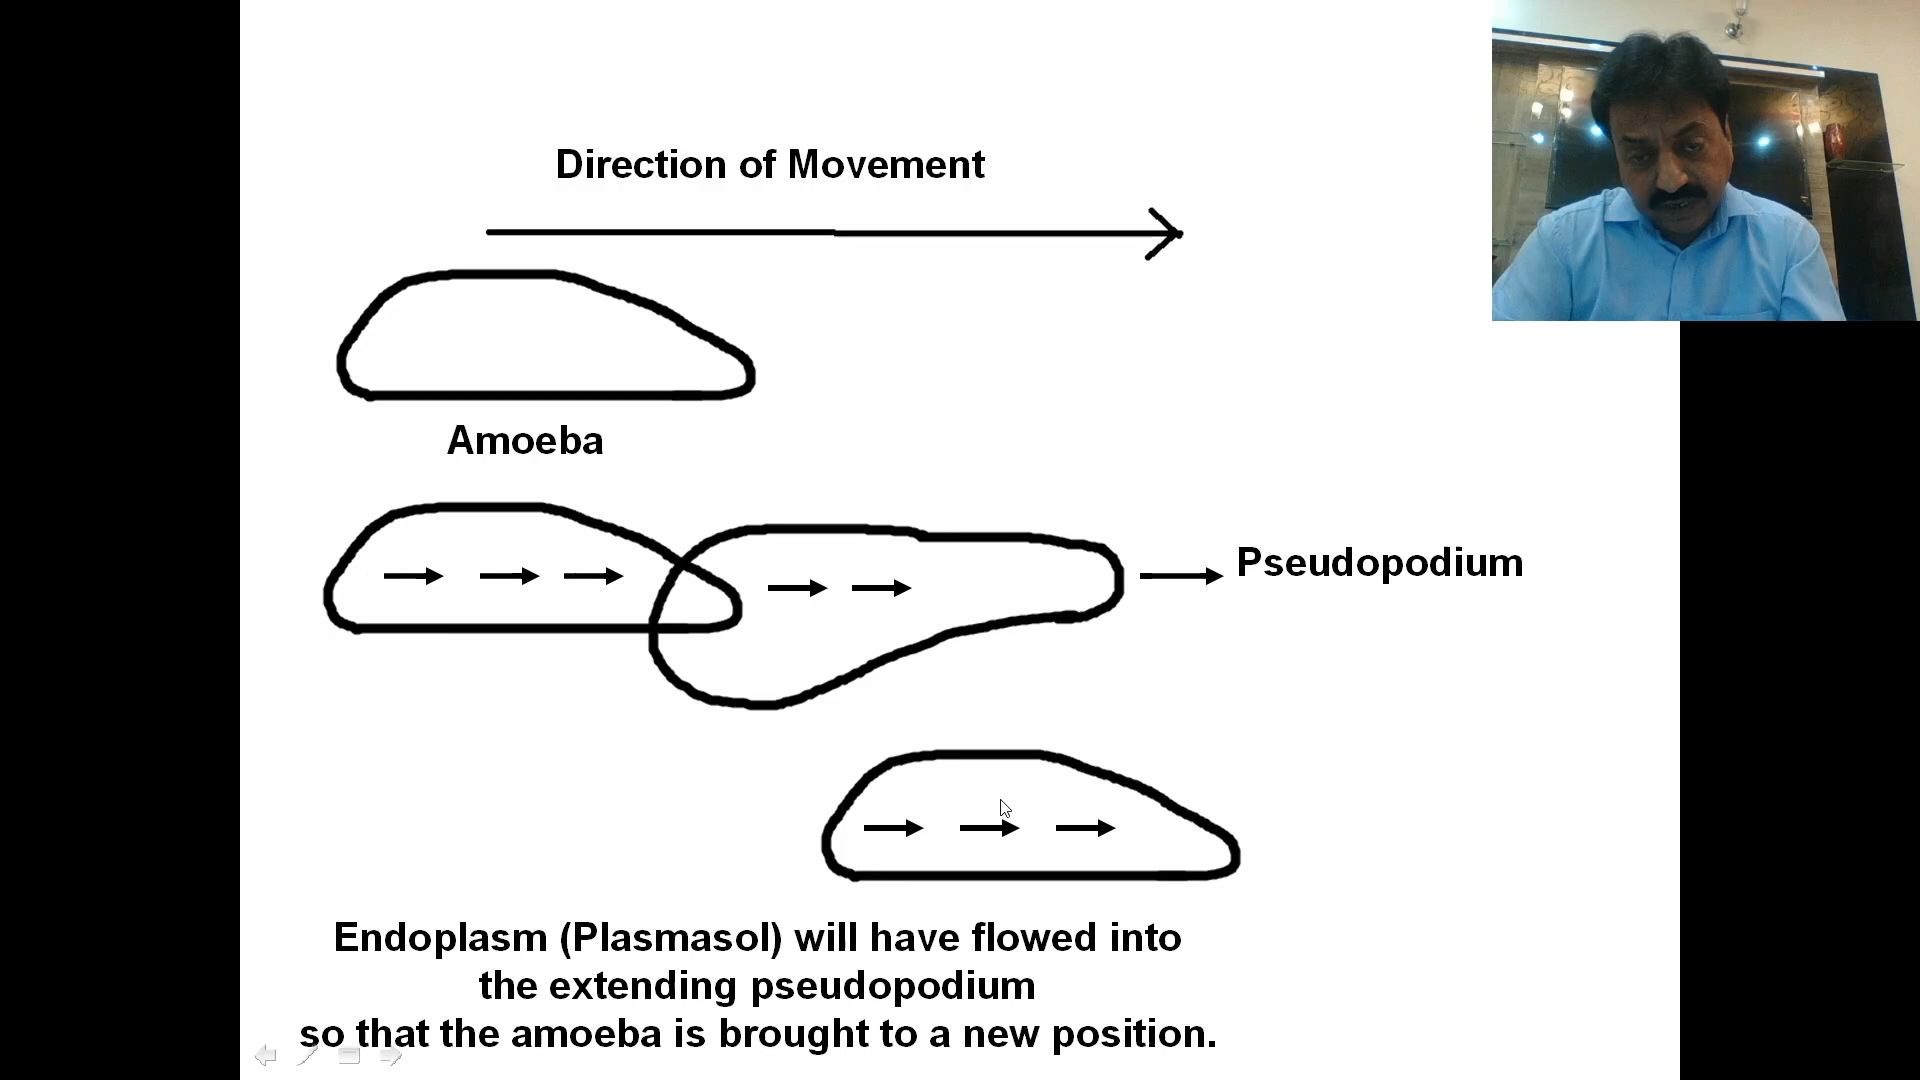 Direction of Movement
Amoeba
Pseudopodium
Endoplasm (Plasmasol) will have flowed into
the extending pseudopodium
so that the amoeba is brought to a new position.